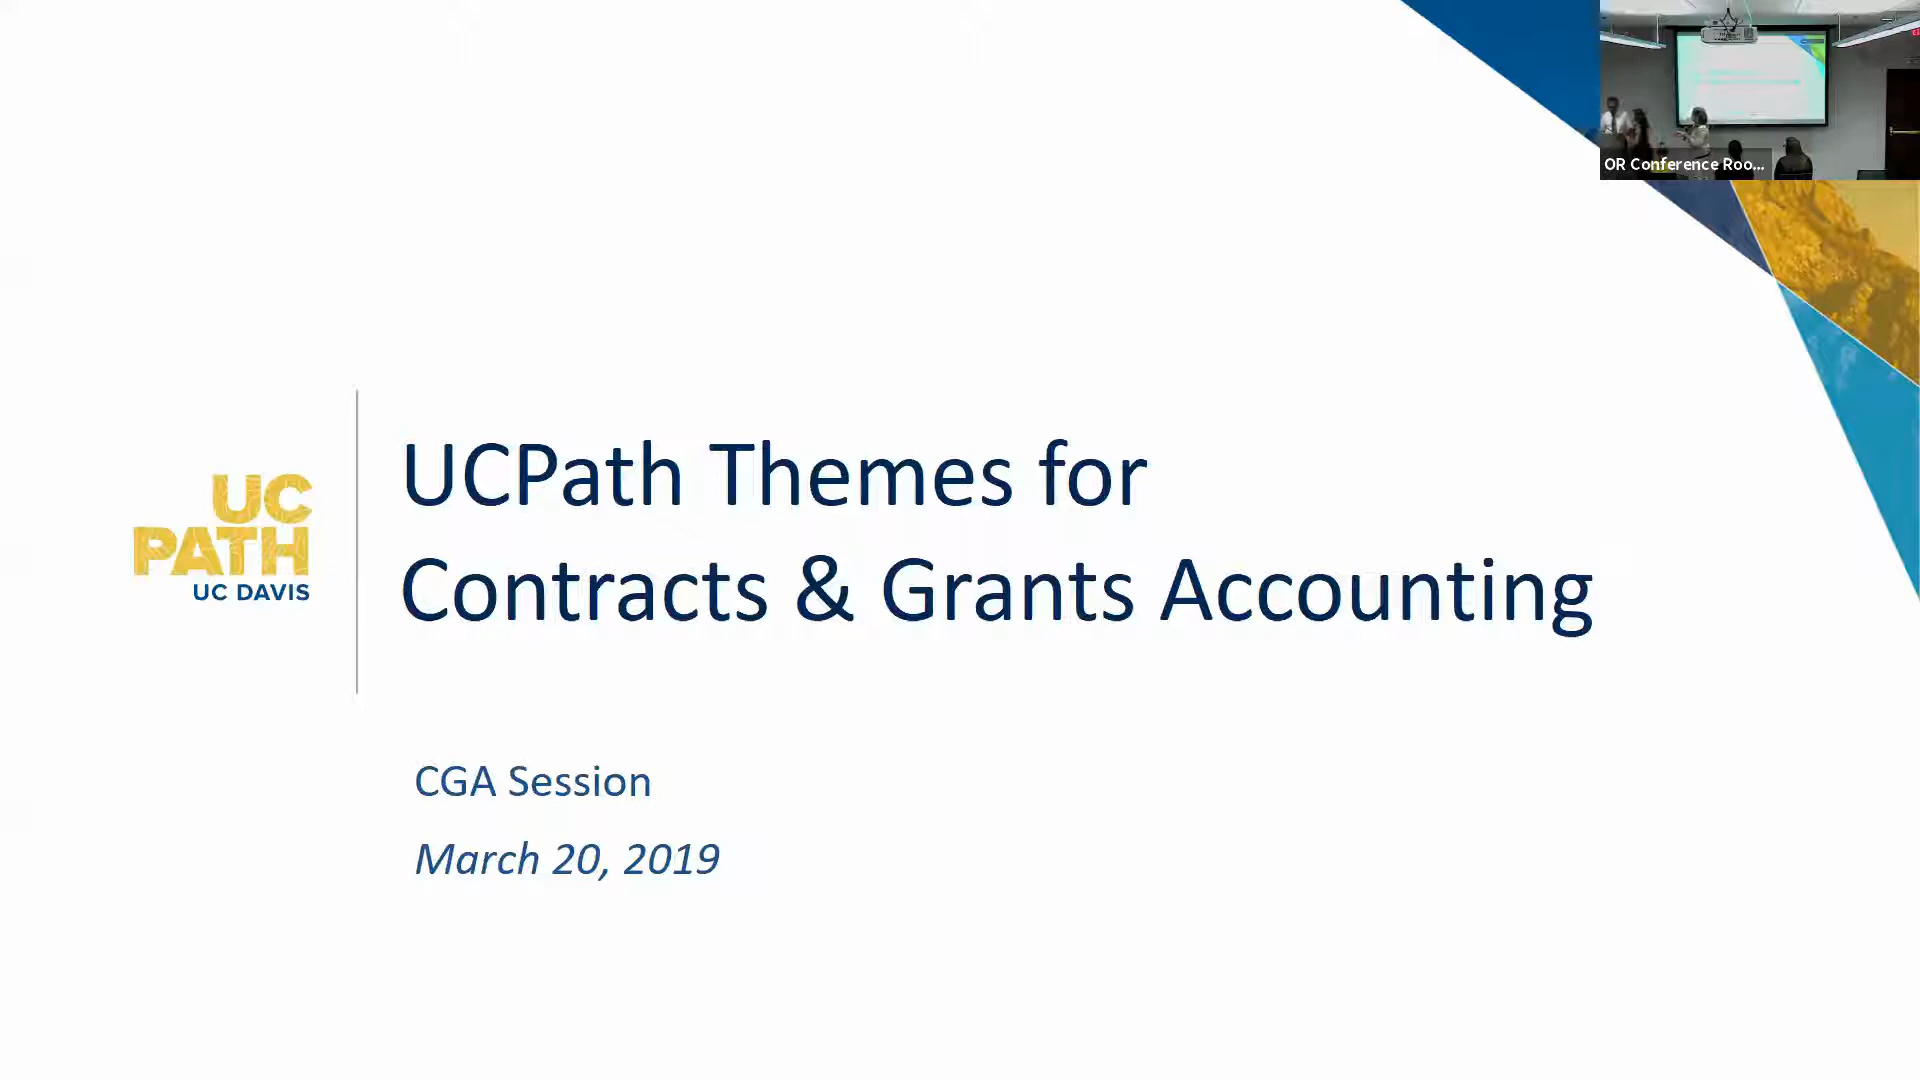 OR Conference Roo...
UCPath Themes for
Contracts & Grants Accounting
UC
PATH
UC DAVIS
CGA Session
March 20, 2019